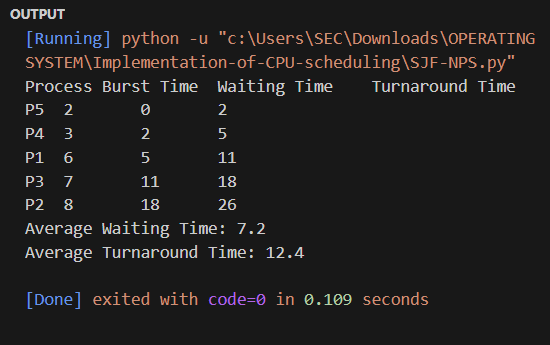 OUTPUT
[Running] python -u "c:\Users\SEC\Downloads\OPERATING
SYSTEM\Implementation-of-CPU-scheduling\SJF-NPS.py"
Process Burst Time  Waiting Time    Turnaround Time
P5  2       0       2
P4  3       2       5
P1  6       5       11
P3  7       11      18
P2  8       18      26
Average Waiting Time: 7.2
Average Turnaround Time: 12.4
[Done] exited with code=0 in 0.109 seconds